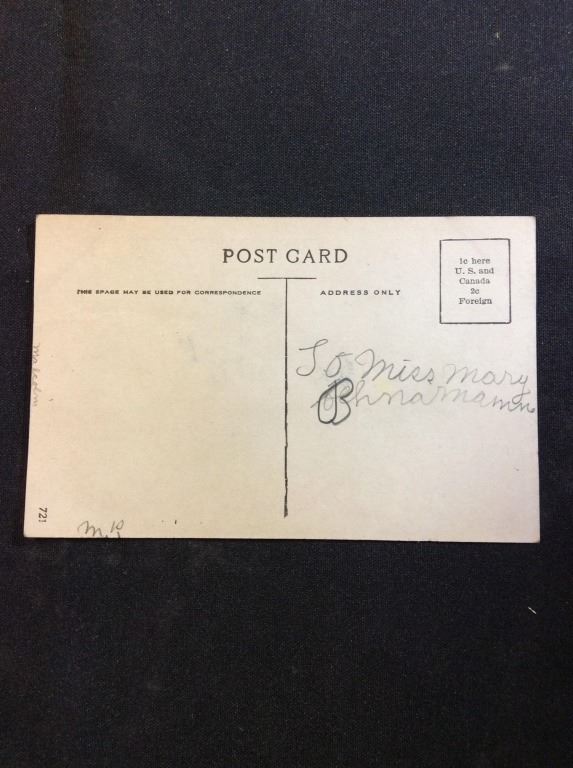 POST CARD
THIS SPACE MAY BE USED FOR CORRESPONDENCE
ADDRESS ONLY
1c here
U. S. and
Canada
2c
Foreign
To Miss Mary
Malcolm
721